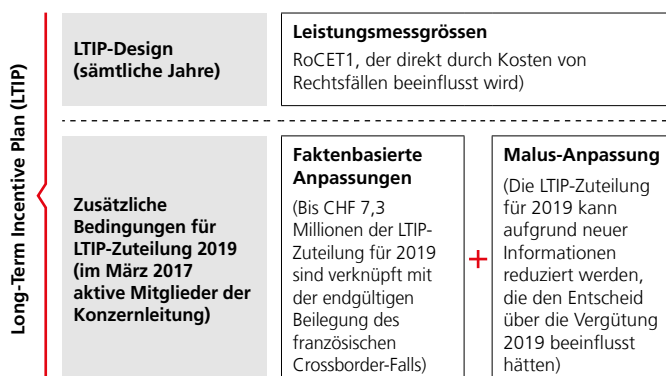 Long-Term Incentive Plan (LTIP)
LTIP-Design
(sämtliche Jahre)
Leistungsmessgrössen
RoCET1, der direkt durch Kosten von
Rechtsfällen beeinflusst wird)
Zusätzliche
Bedingungen für
LTIP-Zuteilung 2019
(im März 2017
aktive Mitglieder der
Konzernleitung)
Faktenbasierte
Anpassungen
(Bis CHF 7,3
Millionen der LTIP-
Zuteilung für 2019
sind verknüpft mit
der endgültigen
Beilegung des
französischen
Crossborder-Falls)
+
Malus-Anpassung
(Die LTIP-Zuteilung
für 2019 kann
aufgrund neuer
Informationen
reduziert werden,
die den Entscheid
über die Vergütung
2019 beeinflusst
hätten)